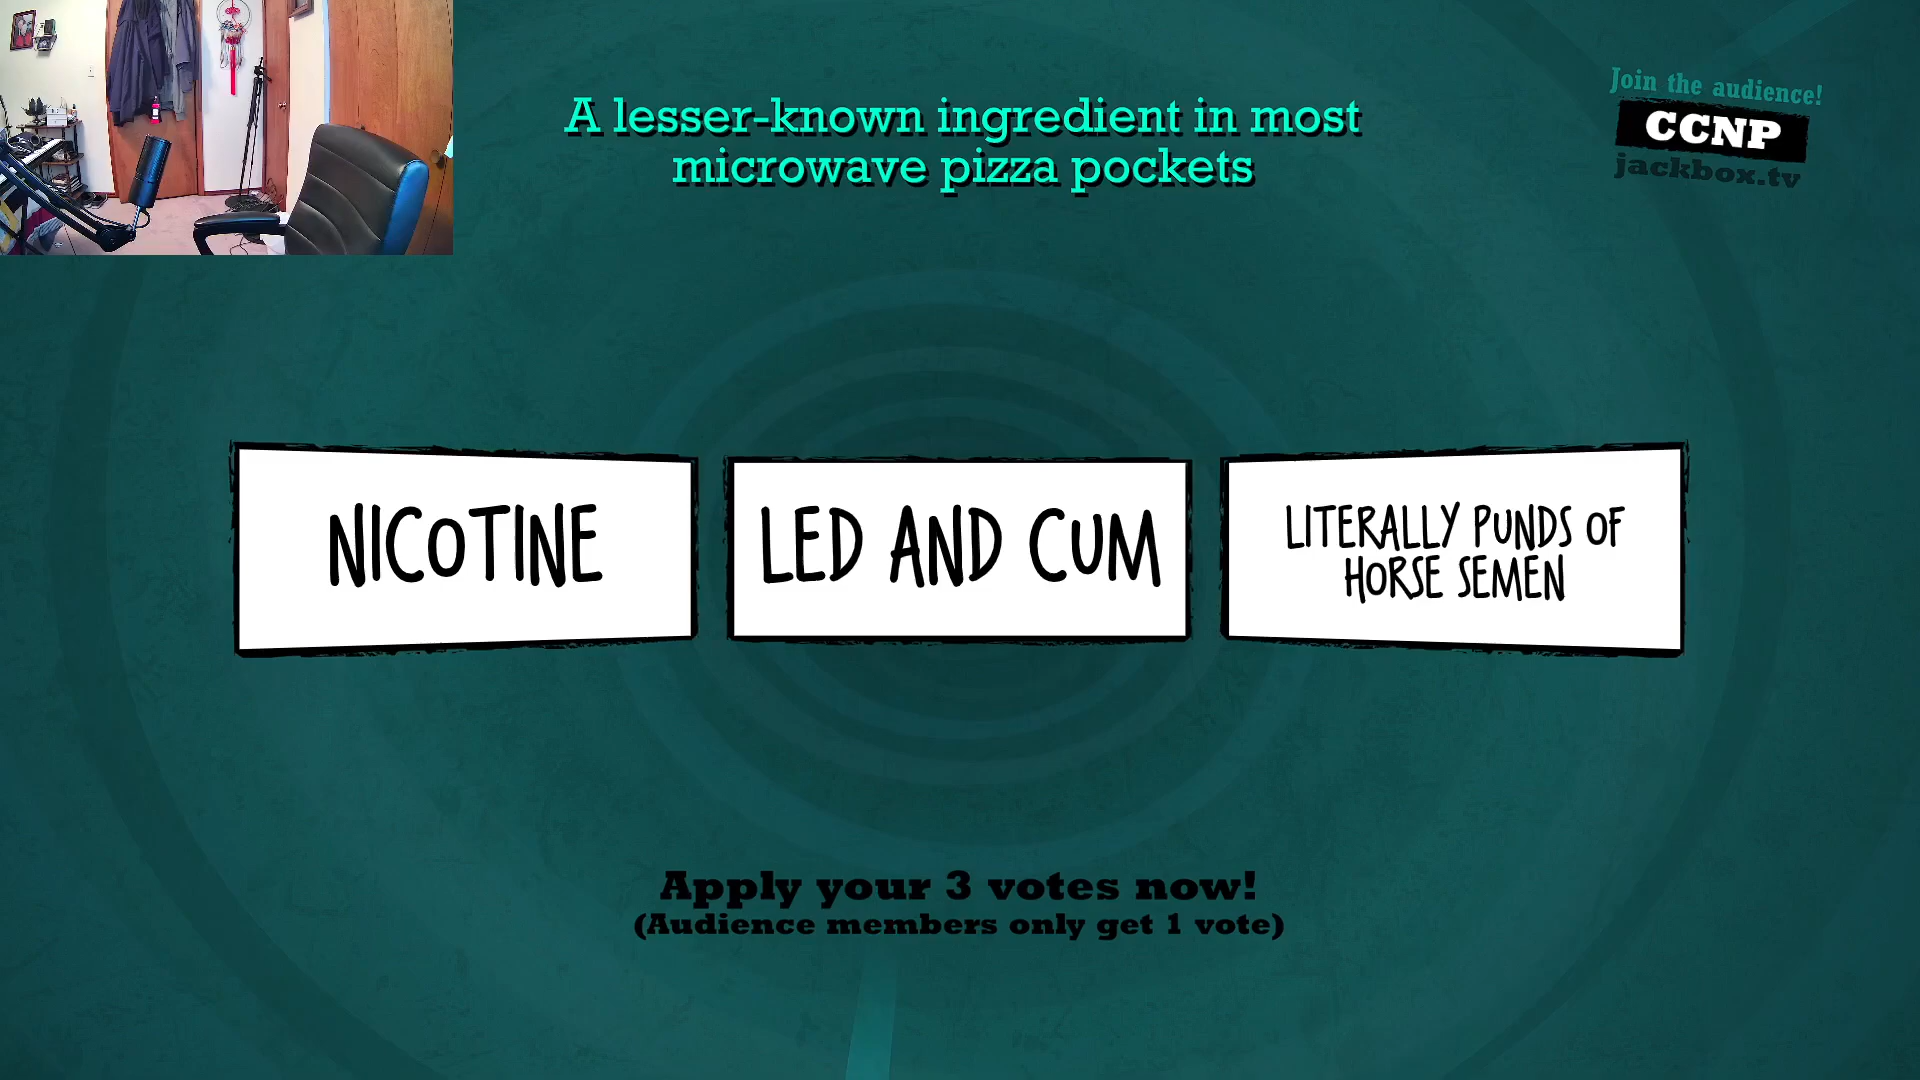 A lesser-known ingredient in most
microwave pizza pockets
Join the audience!
CCNP
jackbox.tv
NICOTINE
LED AND CUM
LITERALLY PUNDS OF
HORSE SEMEN
Apply your 3 votes now!
(Audience members only get 1 vote)